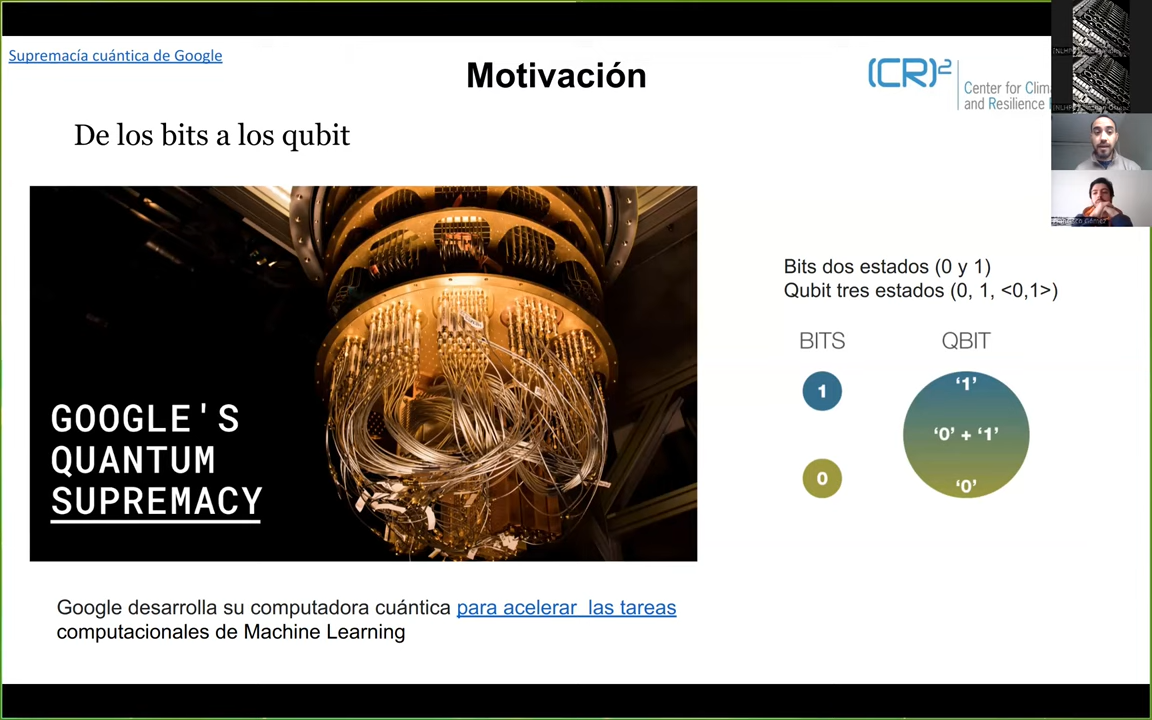 Supremacía cuántica de Google
Motivación
(CR)²
Center for Clim
and Resilience
De los bits a los qubit
GOOGLE'S
QUANTUM
SUPREMACY
Bits dos estados (0 y 1)
Qubit tres estados (0, 1, <0,1>)
BITS QBIT
1
0
‘1’
‘0’ + ‘1’
‘0’
Google desarrolla su computadora cuántica para acelerar las tareas
computacionales de Machine Learning